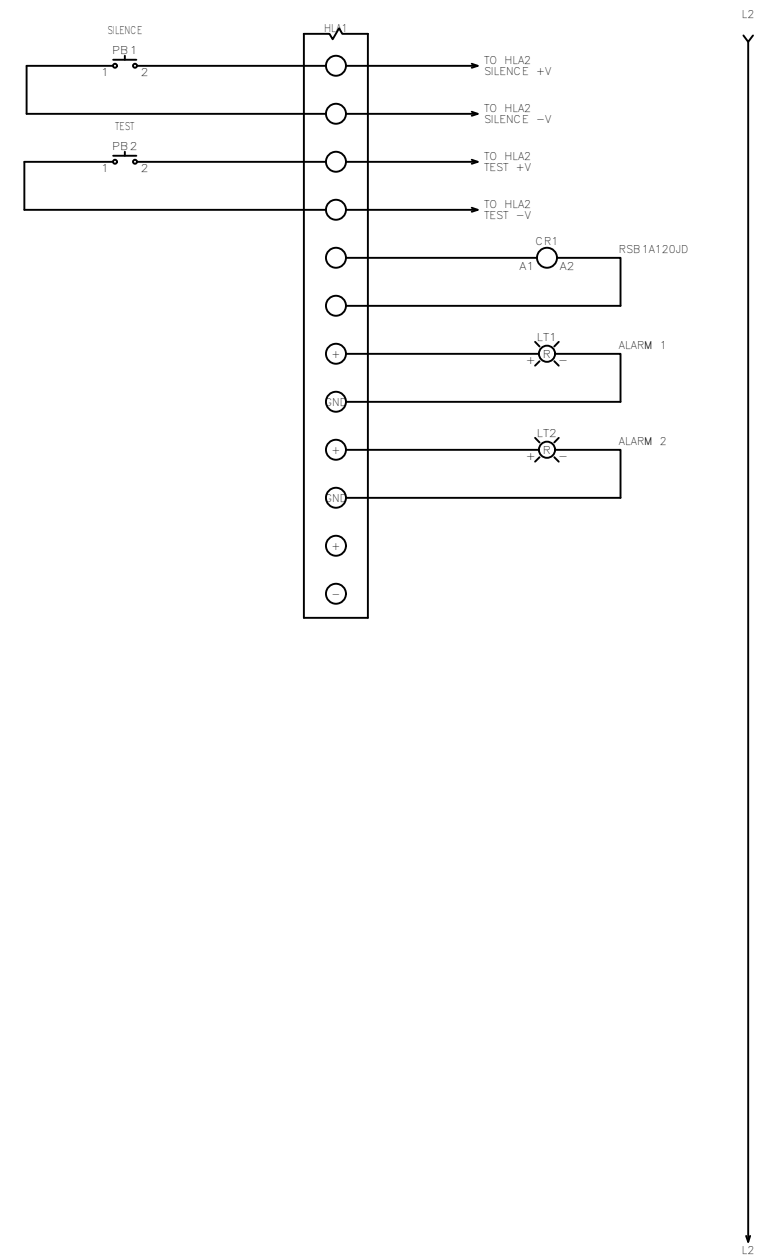 L2
SILENCE
HLA1
PB1
1 2
TO HLA2
SILENCE +V
TO HLA2
SILENCE -V
TEST
PB2
1 2
TO HLA2
TEST +V
TO HLA2
TEST -V
CR1
RSB1A120JD
A1 A2
LT1
ALARM 1
+ R + -
GND
LT2
ALARM 2
+ R + -
GND
+
-
L2